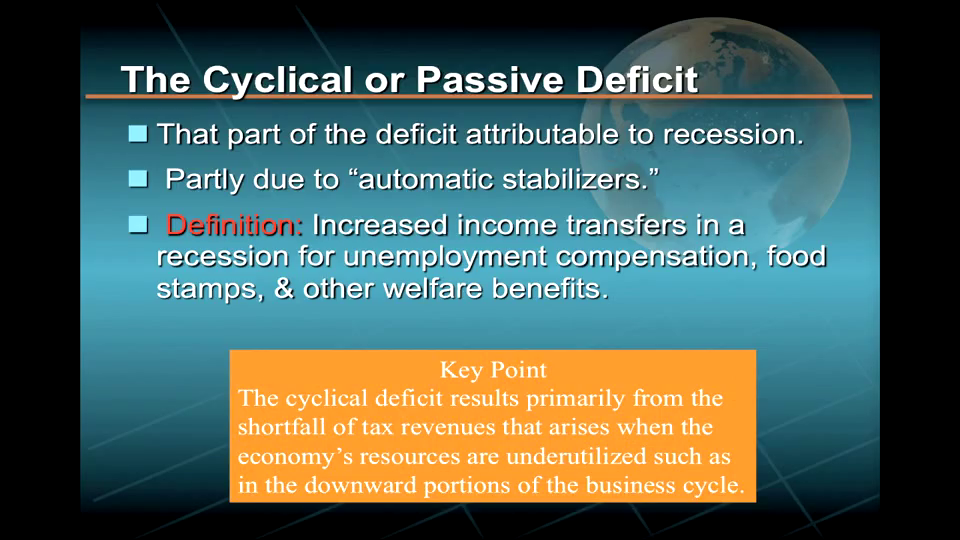 The Cyclical or Passive Deficit
That part of the deficit attributable to recession.
Partly due to “automatic stabilizers.”
Definition: Increased income transfers in a
recession for unemployment compensation, food
stamps, & other welfare benefits.
Key Point
The cyclical deficit results primarily from the
shortfall of tax revenues that arises when the
economy’s resources are underutilized such as
in the downward portions of the business cycle.